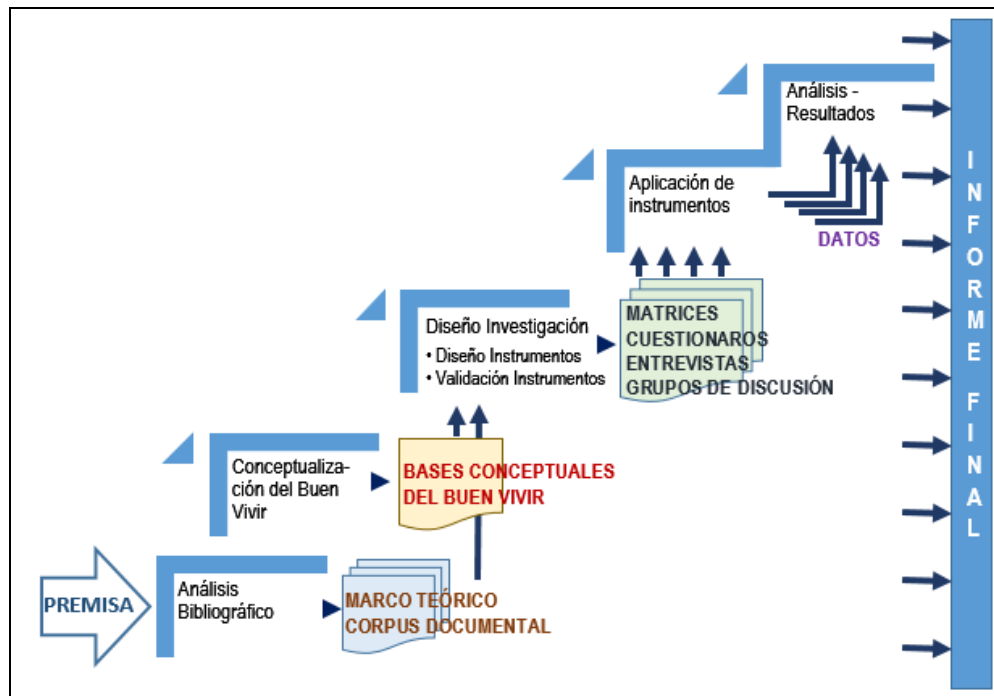 Análisis -
Resultados
Aplicación de
instrumentos
DATOS
Diseño Investigación
• Diseño Instrumentos
• Validación Instrumentos
MATRICES
CUESTIONAROS
ENTREVISTAS
GRUPOS DE DISCUSIÓN
Conceptualiza-
ción del Buen
Vivir
BASES CONCEPTUALES
DEL BUEN VIVIR
PREMISA
Análisis
Bibliográfico
MARCO TEÓRICO
CORPUS DOCUMENTAL
INFORME FINAL